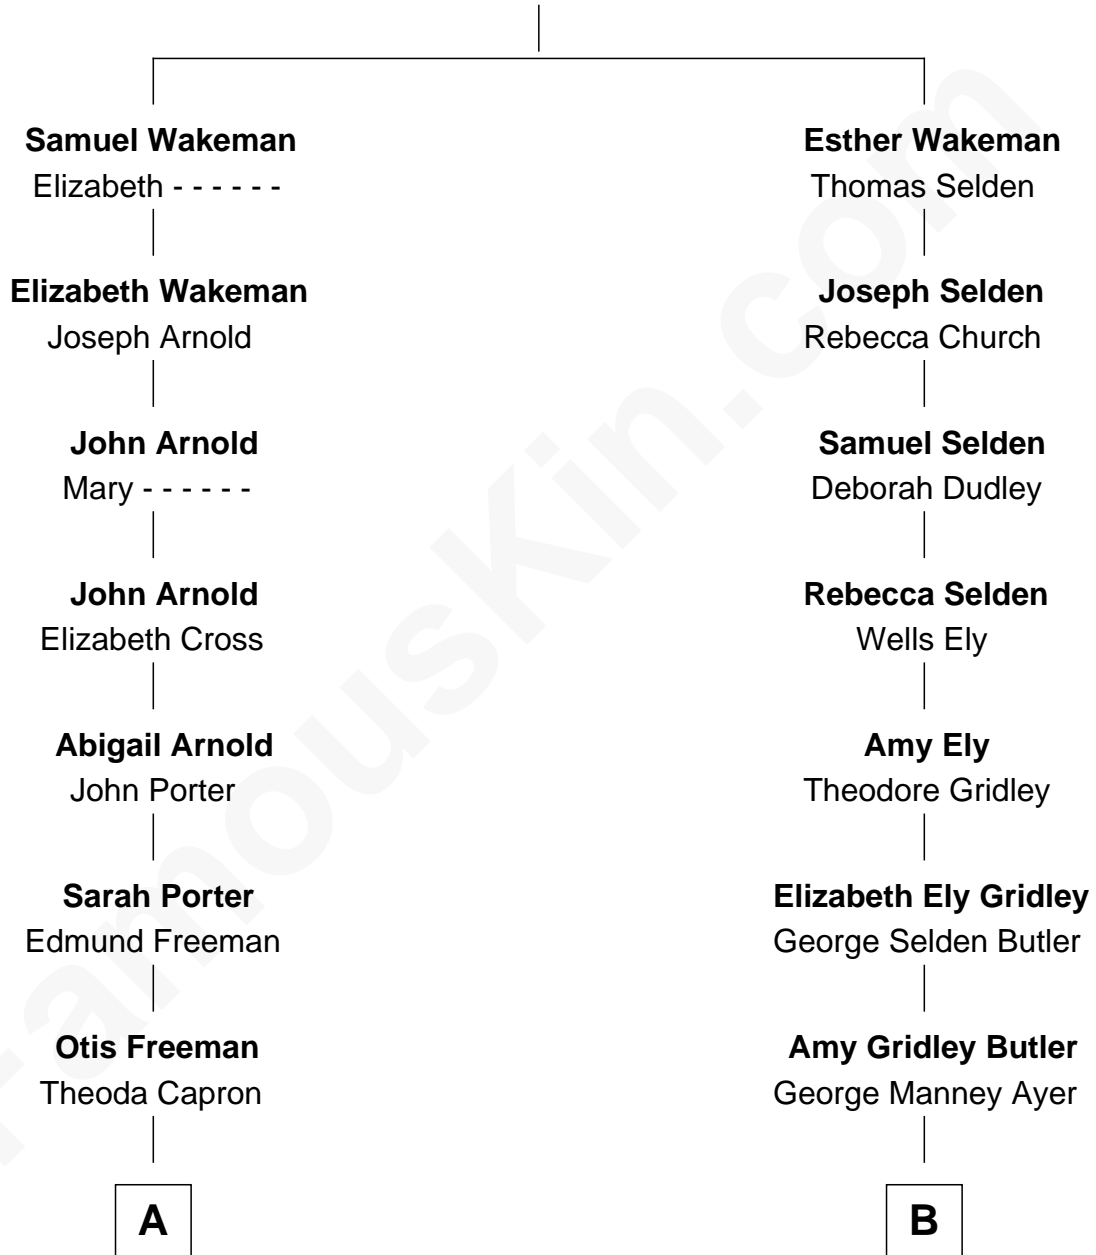 Samuel Wakeman
Elizabeth - - - - - -
Esther Wakeman
Thomas Selden
Elizabeth Wakeman
Joseph Arnold
Joseph Selden
Rebecca Church
John Arnold
Mary - - - - - -
Samuel Selden
Deborah Dudley
John Arnold
Elizabeth Cross
Rebecca Selden
Wells Ely
Abigail Arnold
John Porter
Amy Ely
Theodore Gridley
Sarah Porter
Edmund Freeman
Elizabeth Ely Gridley
George Selden Butler
Otis Freeman
Theoda Capron
Amy Gridley Butler
George Manney Ayer
A
B
FamousKin.com